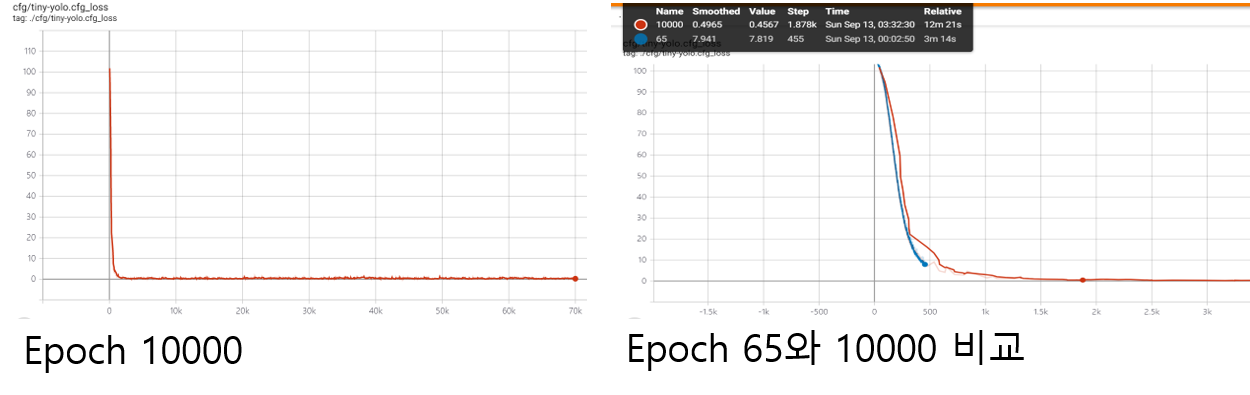 cfg/tiny-yolo.cfg_loss
tag: ./cfg/tiny-yolo.cfg_loss
110
100
90
80
70
60
50
40
30
20
10
0
0 10k 20k 30k 40k 50k 60k 70k
Epoch 10000
Name Smoothed Value Step Time Relative
10000 0.4965 0.4567 1.878k Sun Sep 13, 03:32:30 12m 21s
65 7.941 7.819 455 Sun Sep 13, 00:02:50 3m 14s
cfg/tiny-yolo.cfg_loss
tag: ./cfg/tiny-yolo.cfg_loss
100
90
80
70
60
50
40
30
20
10
0
-1.5k -1k -500 0 500 1k 1.5k 2k 2.5k 3k
Epoch 65와 10000 비교